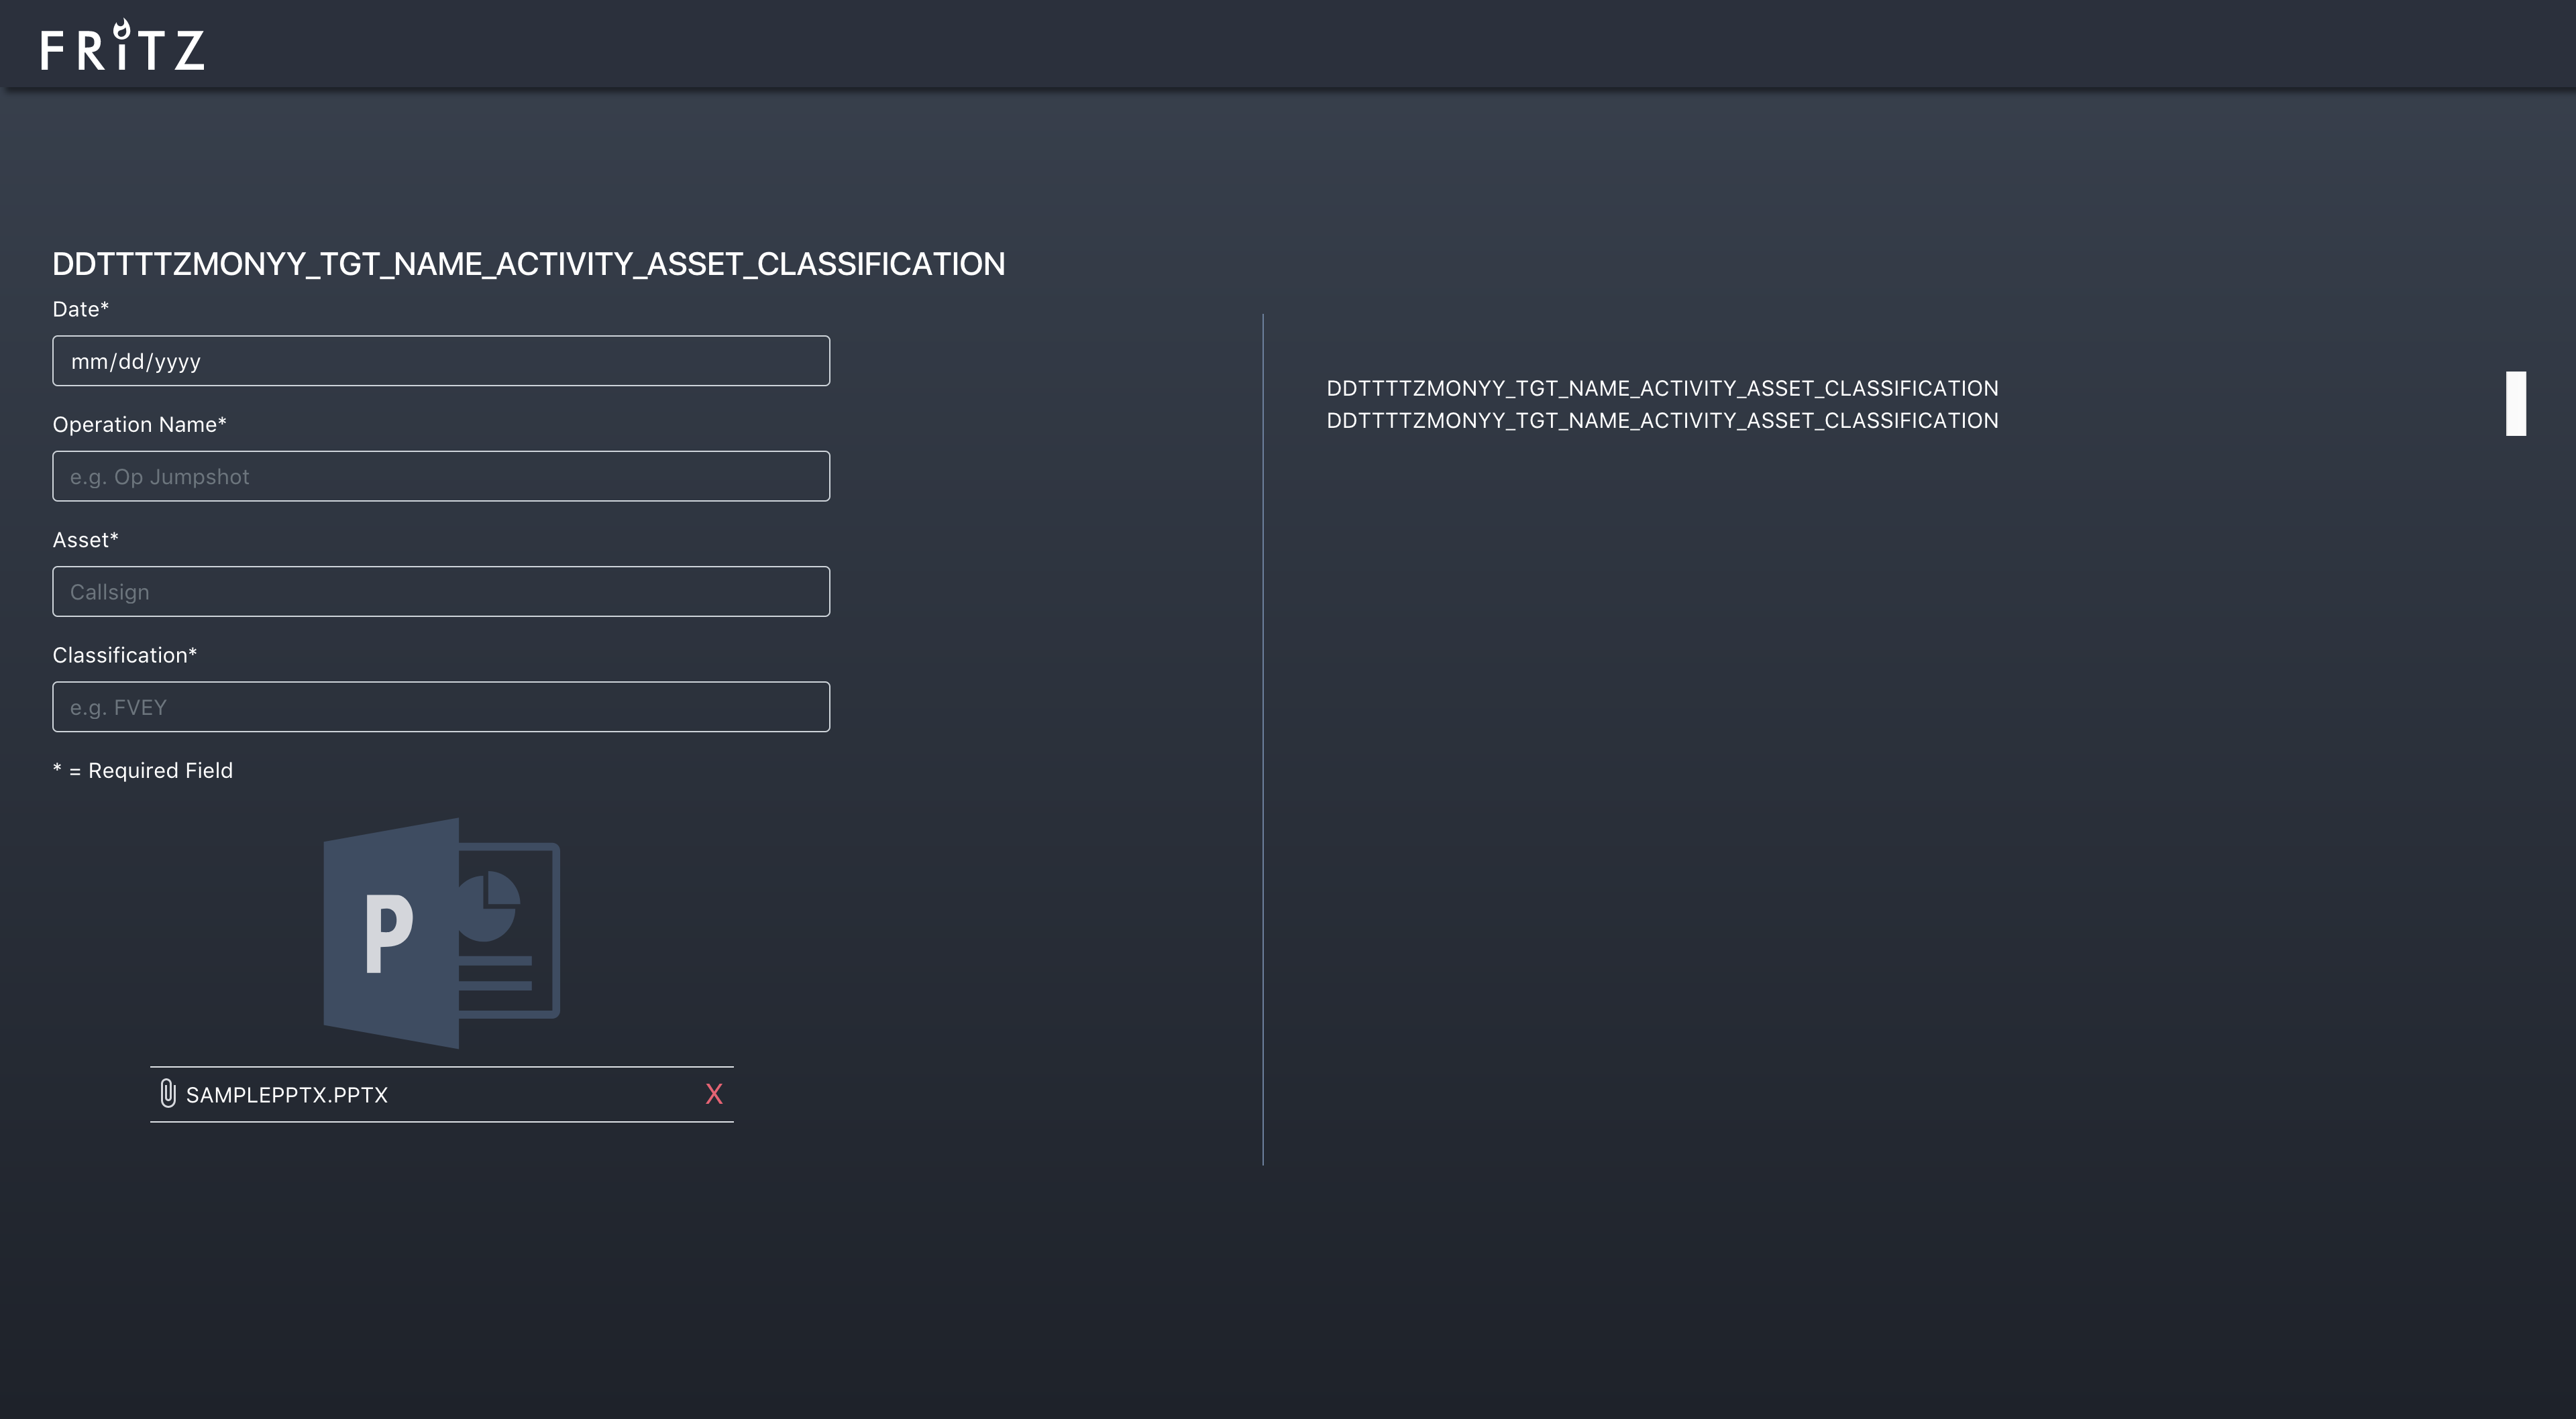 FRiTZ
DDTTTTZMONYY_TGT_NAME_ACTIVITY_ASSET_CLASSIFICATION
Date*
mm/dd/yyyy
Operation Name*
e.g. Op Jumpshot
Asset*
Callsign
Classification*
e.g. FVEY
* = Required Field
P
SAMPLEPPTX.PPTX
X
DDTTTTZMONYY_TGT_NAME_ACTIVITY_ASSET_CLASSIFICATION
DDTTTTZMONYY_TGT_NAME_ACTIVITY_ASSET_CLASSIFICATION